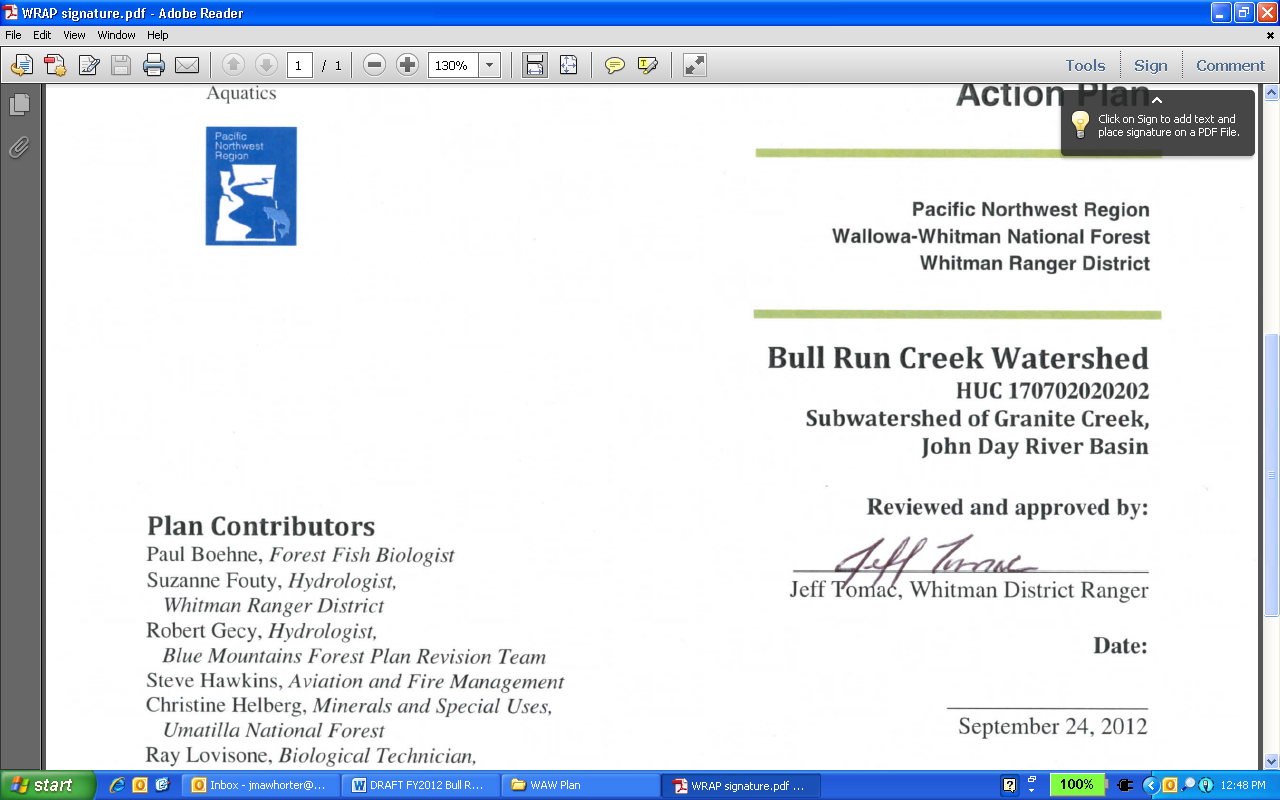 WRAP signature.pdf - Adobe Reader
File Edit View Window Help
1 / 1 130% Tools Sign Comment
Click on Sign to add text and
place signature on a PDF File.
Aquatics
Pacific
Northwest
Region
Action Plan
Pacific Northwest Region
Wallowa-Whitman National Forest
Whitman Ranger District
Bull Run Creek Watershed
HUC 170702020202
Subwatershed of Granite Creek,
John Day River Basin
Reviewed and approved by:
Jeff Tomac
Jeff Tomac, Whitman District Ranger
Date:
September 24, 2012
Plan Contributors
Paul Boehne, Forest Fish Biologist
Suzanne Fouty, Hydrologist,
Whitman Ranger District
Robert Gecy, Hydrologist,
Blue Mountains Forest Plan Revision Team
Steve Hawkins, Aviation and Fire Management
Christine Helberg, Minerals and Special Uses,
Umatilla National Forest
Ray Lovisone, Biological Technician,
start Inbox - jmawhorter@... DRAFT FY2012 Bull R... WAW Plan WRAP signature.pdf ... 100% 12:48 PM